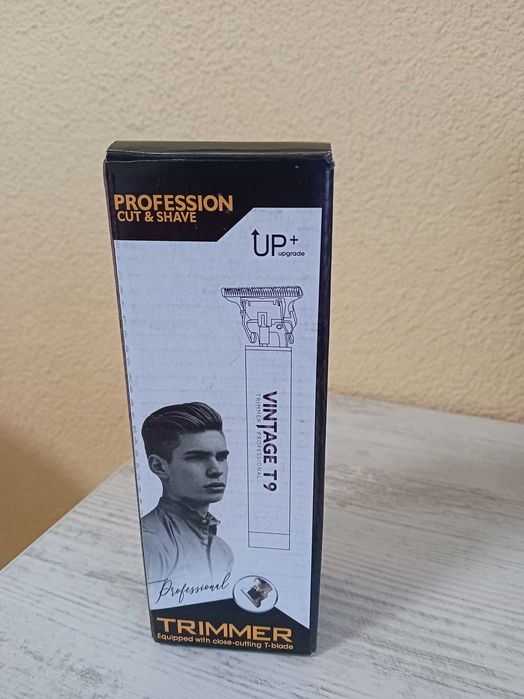 PROFESSION
CUT & SHAVE
UP+
upgrade
VINTAGE T9
TRIMMER PROFESSIONAL
Professional
TRIMMER
Equipped with close-cutting T-blade